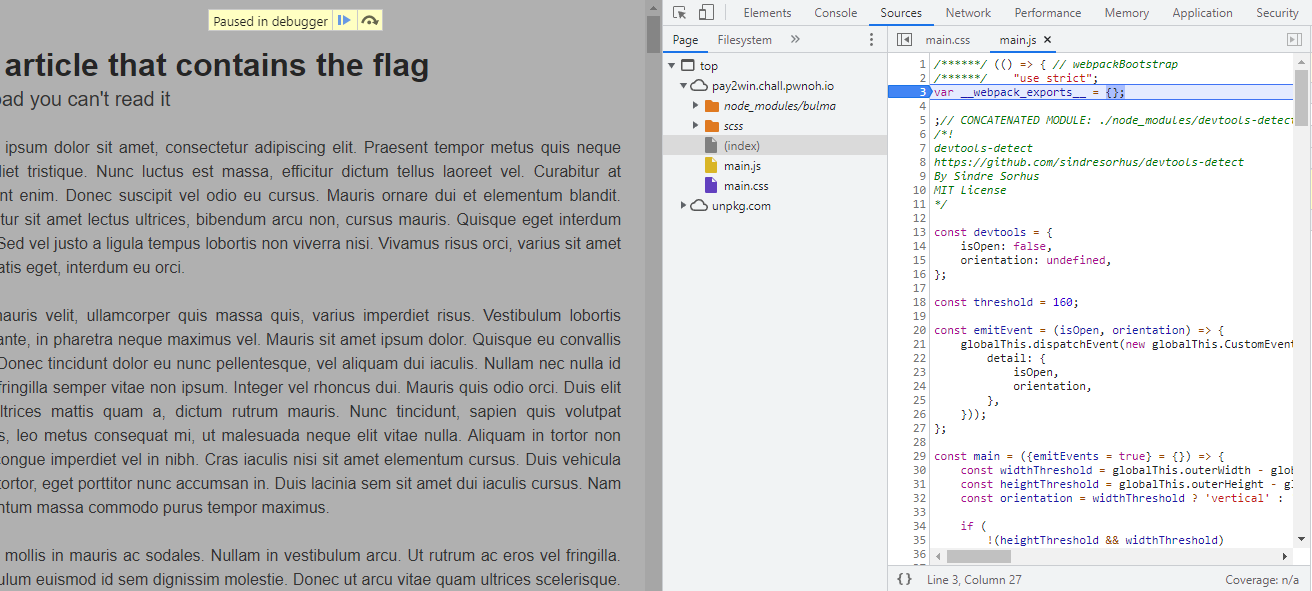 Paused in debugger
article that contains the flag
you can't read it
ipsum dolor sit amet, consectetur adipiscing elit. Praesent tempor metus quis neque
tristique. Nunc luctus est massa, efficitur dictum tellus laoreet vel. Curabitur at
enim. Donec suscipit vel odio eu cursus. Mauris ornare dui et elementum blandit.
sit amet lectus ultrices, bibendum arcu non, cursus mauris. Quisque eget interdum
Sed vel justo a ligula tempus lobortis non viverra nisi. Vivamus risus orci, varius sit amet
eget, interdum eu orci.
mauris velit, ullamcorper quis massa quis, varius imperdiet risus. Vestibulum lobortis
ante, in pharetra neque maximus vel. Mauris sit amet ipsum dolor. Quisque eu convallis
Donec tincidunt dolor eu nunc pellentesque, vel aliquam dui iaculis. Nullam nec nulla id
fringilla semper vitae non ipsum. Integer vel rhoncus dui. Mauris quis odio orci. Duis elit
ultrices mattis quam a, dictum rutrum mauris. Nunc tincidunt, sapien quis volutpat
leo metus consequat mi, ut malesuada neque elit vitae nulla. Aliquam in tortor non
congue imperdiet vel in nibh. Cras iaculis nisi sit amet elementum cursus. Duis vehicula
tortor, eget porttitor nunc accumsan in. Duis lacinia sem sit amet dui iaculis cursus. Nam
massa commodo purus tempor maximus.
mollis in mauris ac sodales. Nullam in vestibulum arcu. Ut rutrum ac eros vel fringilla.
euismod id sem dignissim molestie. Donec ut arcu vitae quam ultrices scelerisque.
Elements Console Sources Network Performance Memory Application Security
Page Filesystem »
top
pay2win.chall.pwnoh.io
node_modules/bulma
scss
(index)
main.js
main.css
unpkg.com
main.css main.js ×
1 /******/ (() => { // webpackBootstrap
2 /******/ "use strict";
3 var __webpack_exports__ = {};
4
5 ;// CONCATENATED MODULE: ./node_modules/devtools-detect
6 /*!
7 devtools-detect
8 https://github.com/sindresorhus/devtools-detect
9 By Sindre Sorhus
10 MIT License
11 */
12
13 const devtools = {
14 isOpen: false,
15 orientation: undefined,
16 };
17
18 const threshold = 160;
19
20 const emitEvent = (isOpen, orientation) => {
21 globalThis.dispatchEvent(new globalThis.CustomEvent
22 detail: {
23 isOpen,
24 orientation,
25 },
26 }));
27 };
28
29 const main = ({emitEvents = true} = {}) => {
30 const widthThreshold = globalThis.outerWidth -
31 const heightThreshold = globalThis.outerHeight -
32 const orientation = widthThreshold ? 'vertical' :
33
34 if (
35 !(heightThreshold && widthThreshold)
36
{} Line 3, Column 27 Coverage: n/a